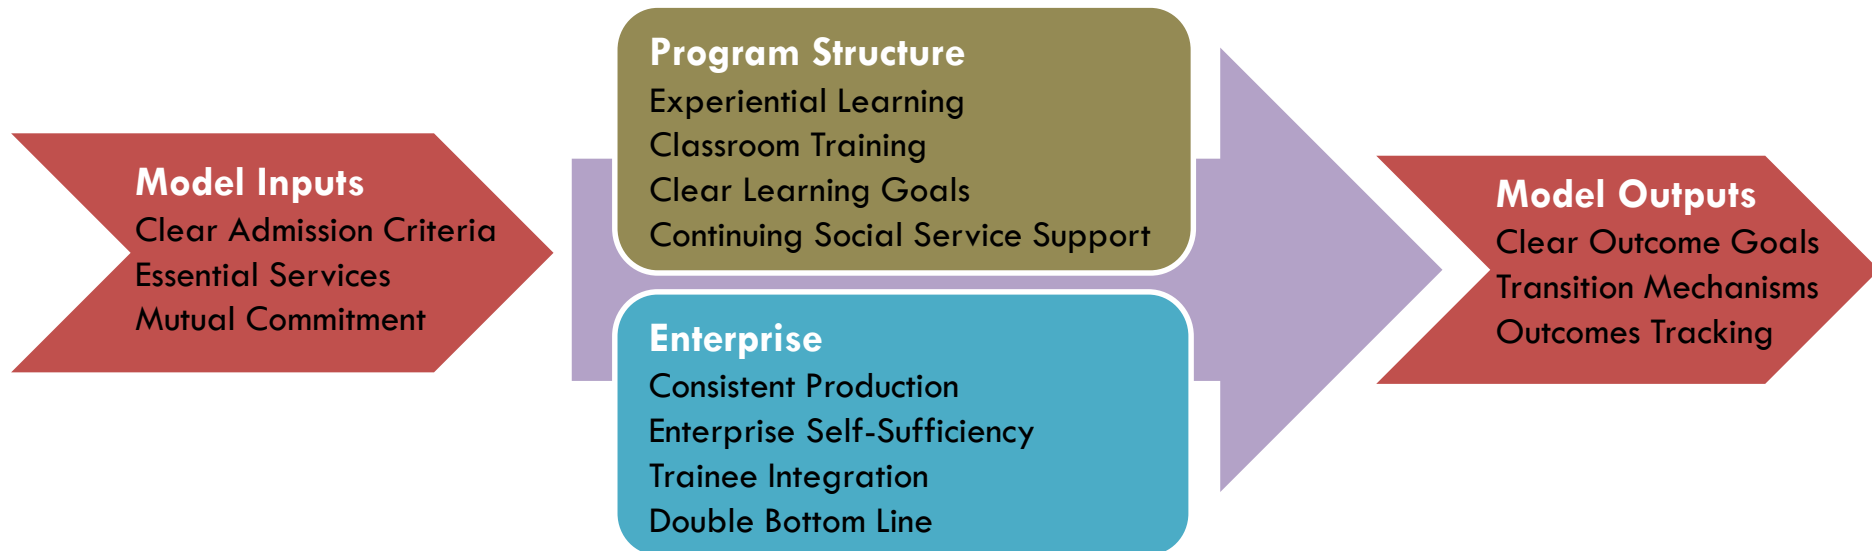 Model Inputs
Clear Admission Criteria
Essential Services
Mutual Commitment
Program Structure
Experiential Learning
Classroom Training
Clear Learning Goals
Continuing Social Service Support
Enterprise
Consistent Production
Enterprise Self-Sufficiency
Trainee Integration
Double Bottom Line
Model Outputs
Clear Outcome Goals
Transition Mechanisms
Outcomes Tracking